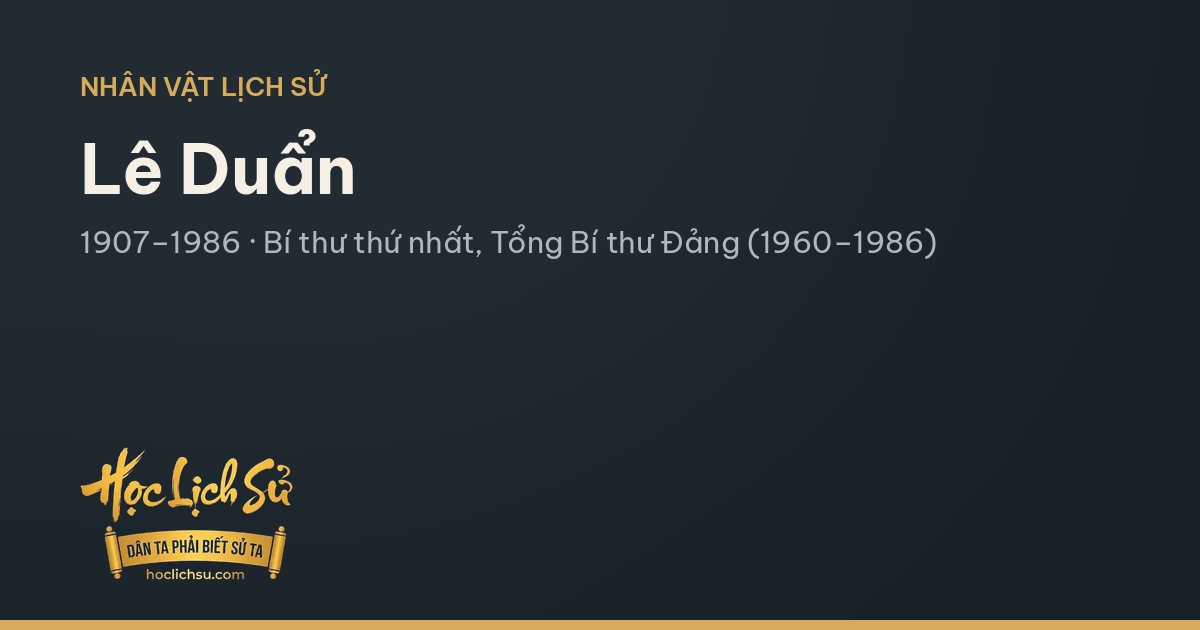 NHÂN VẬT LỊCH SỬ
Lê Duẩn
1907–1986 · Bí thư thứ nhất, Tổng Bí thư Đảng (1960–1986)
Học Lịch Sử
DÂN TA PHẢI BIẾT SỬ TA
hoclichsu.com